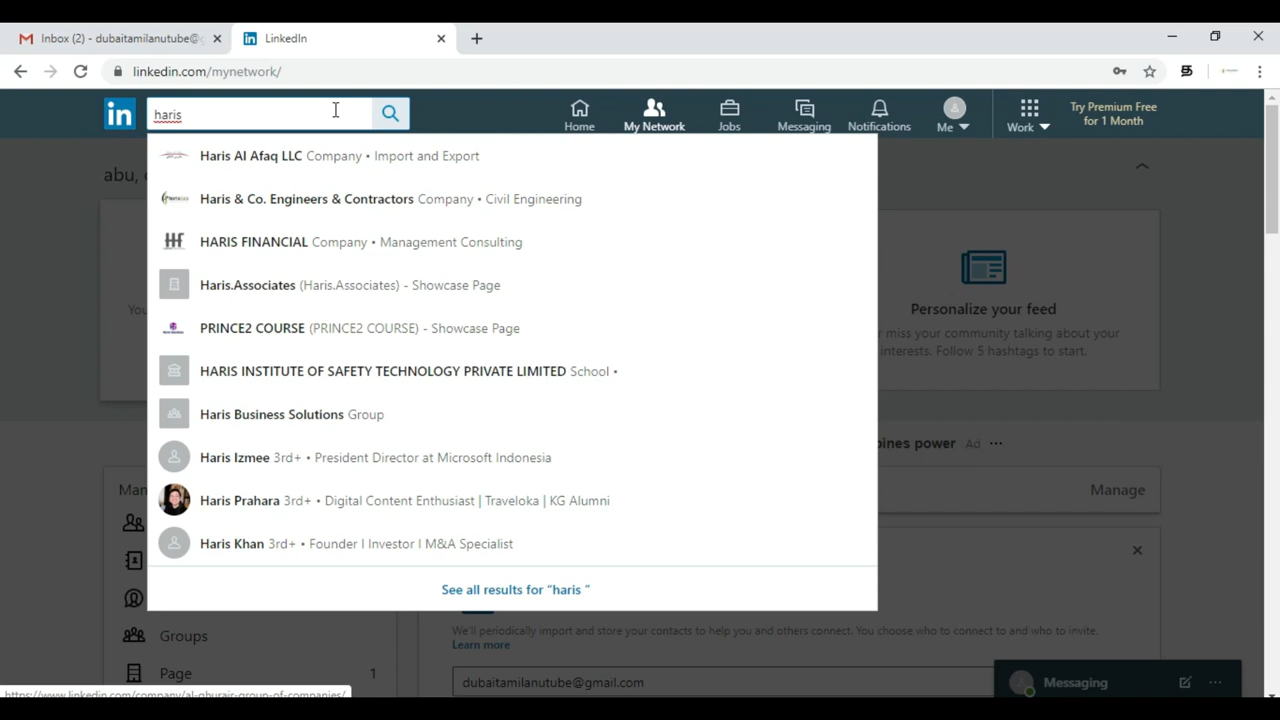 Inbox (2) - dubaitamilanutube@g
LinkedIn
linkedin.com/mynetwork/
in
haris
Home
My Network
Jobs
Messaging
Notifications
Me
Work
Try Premium Free
for 1 Month
abu,
Haris Al Afaq LLC Company • Import and Export
Haris & Co. Engineers & Contractors Company • Civil Engineering
HARIS FINANCIAL Company • Management Consulting
Haris.Associates (Haris.Associates) - Showcase Page
PRINCE2 COURSE (PRINCE2 COURSE) - Showcase Page
HARIS INSTITUTE OF SAFETY TECHNOLOGY PRIVATE LIMITED School •
Haris Business Solutions Group
Haris Izmee 3rd+ • President Director at Microsoft Indonesia
Haris Prahara 3rd+ • Digital Content Enthusiast | Traveloka | KG Alumni
Haris Khan 3rd+ • Founder I Investor I M&A Specialist
See all results for “haris ”
You
Personalize your feed
miss your community talking about your
interests. Follow 5 hashtags to start.
pines power Ad •••
Man
Manage
Groups
Page 1
We'll periodically import and store your contacts to help you and others connect. You choose who to connect to and who to invite.
Learn more
dubaitamilanutube@gmail.com
Messaging
https://www.linkedin.com/company/al-ghurair-group-of-companies/